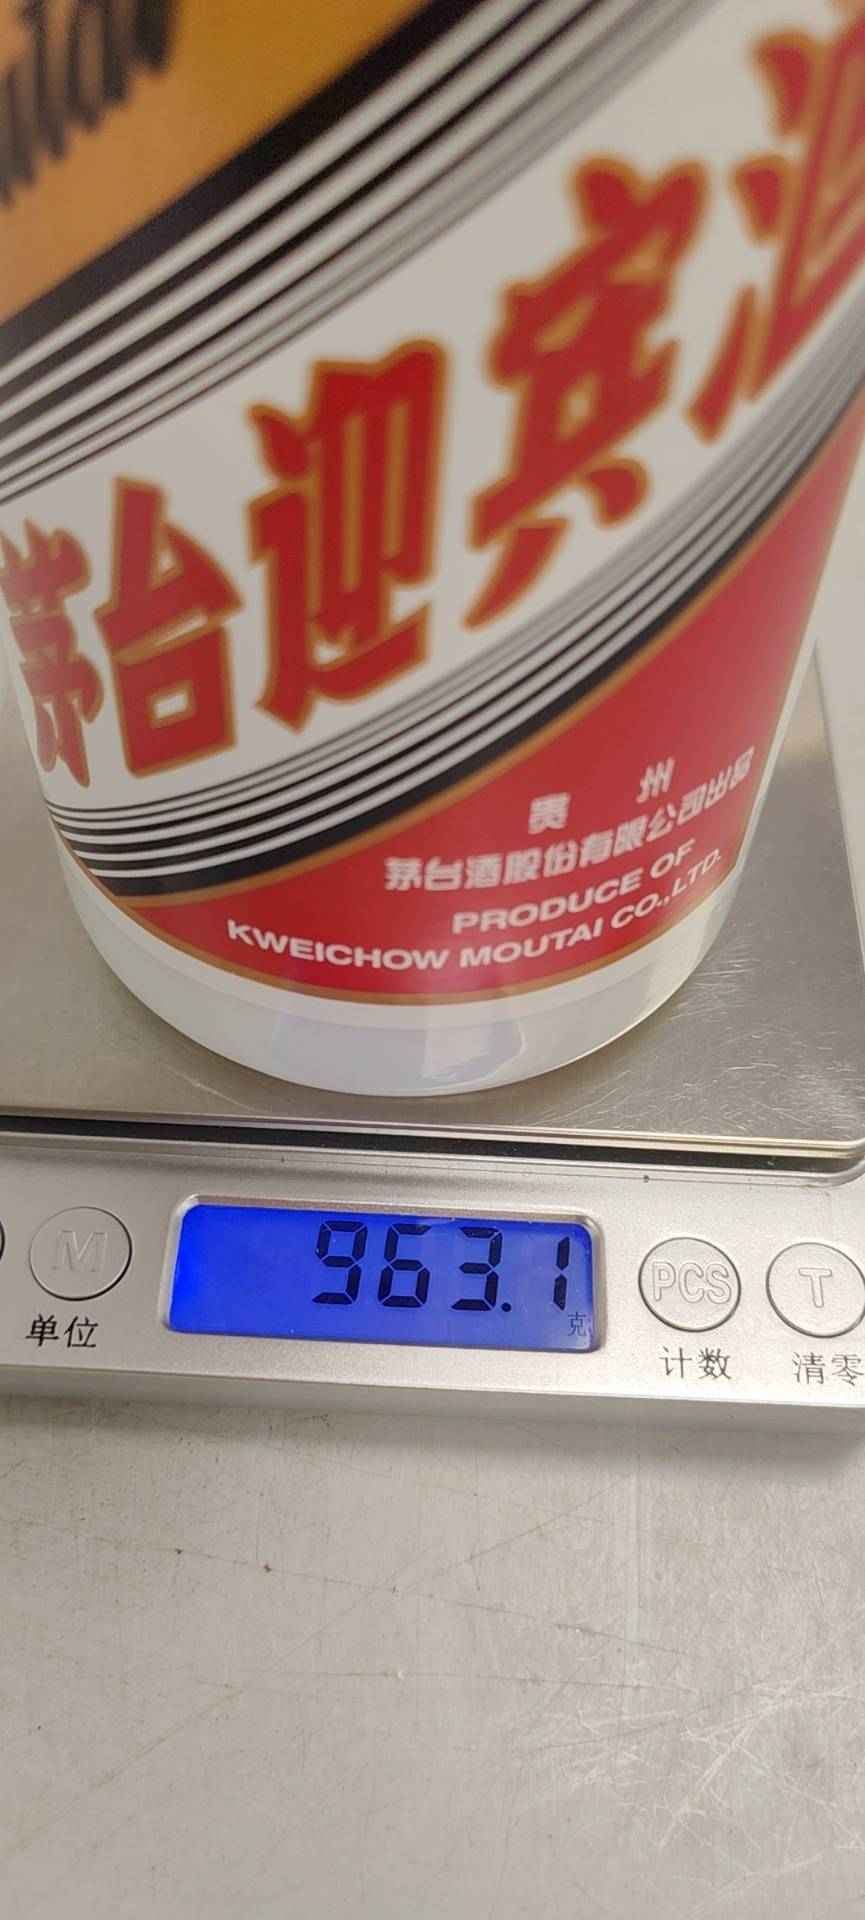 茅台迎宾酒
贵 州
茅台酒股份有限公司出品
PRODUCE OF
KWEICHOW MOUTAI CO.,LTD.
963.1
克
M
PCS
T
单位
计数
清零